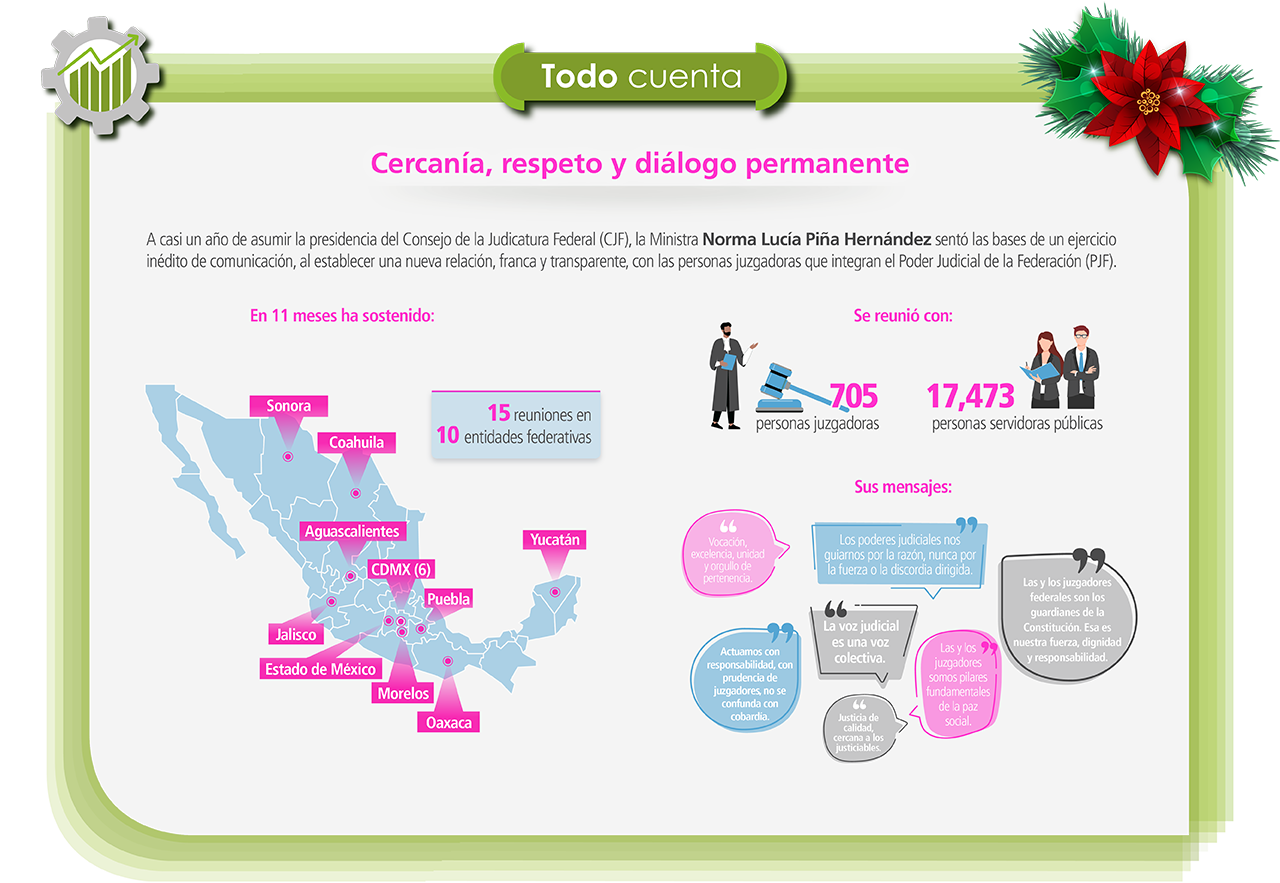 Todo cuenta
Cercanía, respeto y diálogo permanente
A casi un año de asumir la presidencia del Consejo de la Judicatura Federal (CJF), la Ministra Norma Lucía Piña Hernández sentó las bases de un ejercicio
inédito de comunicación, al establecer una nueva relación, franca y transparente, con las personas juzgadoras que integran el Poder Judicial de la Federación (PJF).
En 11 meses ha sostenido:
15 reuniones en
10 entidades federativas
Sonora
Coahuila
Aguascalientes
CDMX (6)
Yucatán
Puebla
Jalisco
Estado de México
Morelos
Oaxaca
Se reunió con:
705
personas juzgadoras
17,473
personas servidoras públicas
Sus mensajes:
“
Vocación,
excelencia, unidad
y orgullo de
pertenencia.
”
Los poderes judiciales nos
guiamos por la razón, nunca por
la fuerza o la discordia dirigida.
”
Las y los juzgadores
federales son los
guardianes de la
Constitución. Esa es
nuestra fuerza, dignidad
y responsabilidad.
”
Actuamos con
responsabilidad, con
prudencia de
juzgadores, no se
confunda con
cobardía.
“
La voz judicial
es una voz
colectiva.
”
Las y los
juzgadores
somos pilares
fundamentales
de la paz
social.
“
Justicia de
calidad,
cercana a los
justiciables.